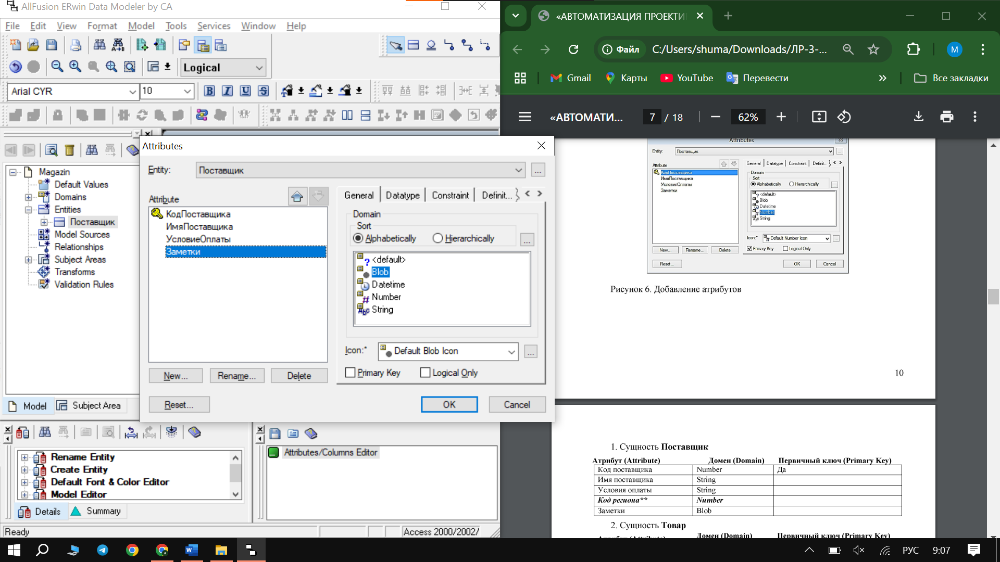 AllFusion ERwin Data Modeler by CA
File Edit View Format Model Tools Services Window Help
A→B
Logical
Arial CYR 10 B I U S
Magazin
Default Values
Domains
Entities
Поставщик
Model Sources
Relationships
Subject Areas
Transforms
Validation Rules
Model Subject Area
Attributes
Entity: Поставщик ...
Attribute
КодПоставщика
ИмяПоставщика
УсловиеОплаты
Заметки
New... Rename... Delete
Reset...
General Datatype Constraint Definit...
Domain
Sort
Alphabetically Hierarchically ...
<default>
Blob
Datetime
Number
String
Icon:* Default Blob Icon ...
Primary Key Logical Only
OK Cancel
Rename Entity
Create Entity
Default Font & Color Editor
Model Editor
Details Summary
Attributes/Columns Editor
Ready
Access 2000/2002/
«АВТОМАТИЗАЦИЯ ПРОЕКТИ
Файл C:/Users/shuma/Downloads/ЛР-3-... M
Gmail Карты YouTube Перевести » Все закладки
«АВТОМАТИ... 7 / 18 62%
Attributes
Entity: Поставщик ...
Attribute
КодПоставщика
ИмяПоставщика
УсловияОплаты
Заметки
New... Rename... Delete
Reset...
General Datatype Constraint Definit...
Domain
Sort
Alphabetically Hierarchically ...
<default>
Blob
Datetime
Number
String
Icon:* Default Number Icon ...
Primary Key Logical Only
OK Cancel
Рисунок 6. Добавление атрибутов
10
1. Сущность Поставщик
Атрибут (Attribute) Домен (Domain) Первичный ключ (Primary Key)
Код поставщика Number Да
Имя поставщика String
Условия оплаты String
Код региона** Number
Заметки Blob
2. Сущность Товар
Атрибут (Attribute) Домен (Domain) Первичный ключ (Primary Key)
РУС 9:07